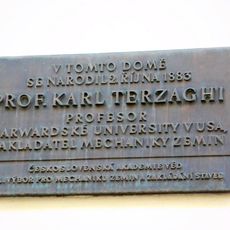 V TOMTO DOMĚ
SE NARODIL 2. ŘÍJNA 1883
PROF. KARL TERZAGHI
PROFESOR
HARWARDSKÉ UNIVERSITY V USA,
ZAKLADATEL MECHANIKY ZEMIN
ČESKOSLOVENSKÁ AKADEMIE VĚD
VÝBOR PRO MECHANIKU ZEMIN A ZAKLÁDÁNÍ STAVEB